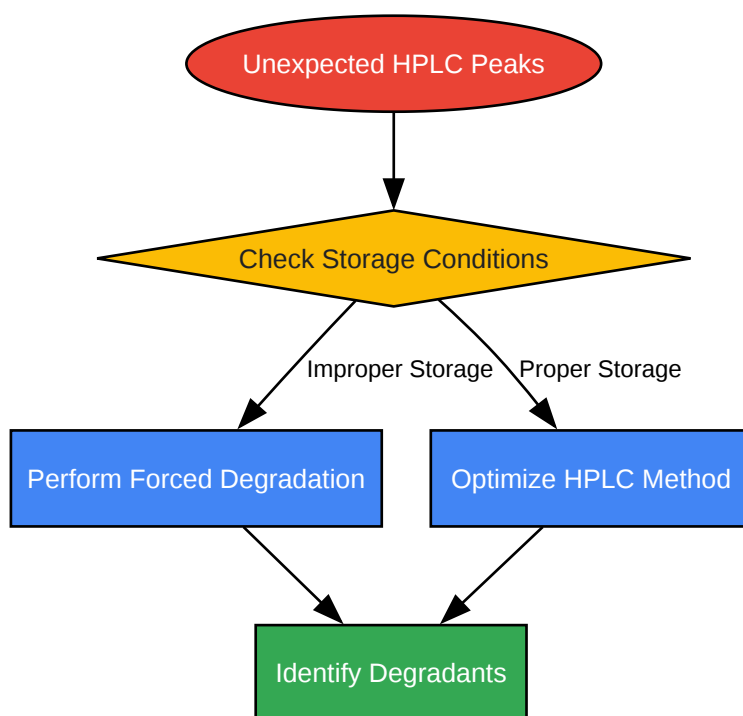 Unexpected HPLC Peaks
Check Storage Conditions
Improper Storage
Proper Storage
Perform Forced Degradation
Optimize HPLC Method
Identify Degradants